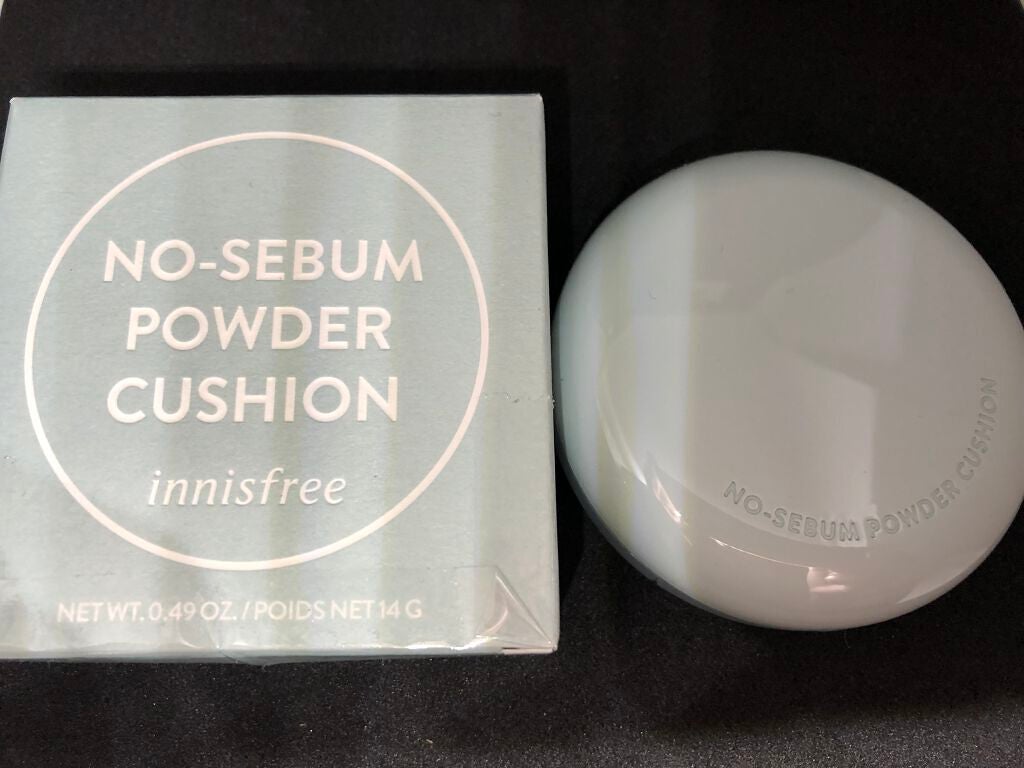 NO-SEBUM
POWDER
CUSHION
innisfree
NET WT. 0.49 OZ. / POIDS NET 14 G
NO-SEBUM POWDER CUSHION